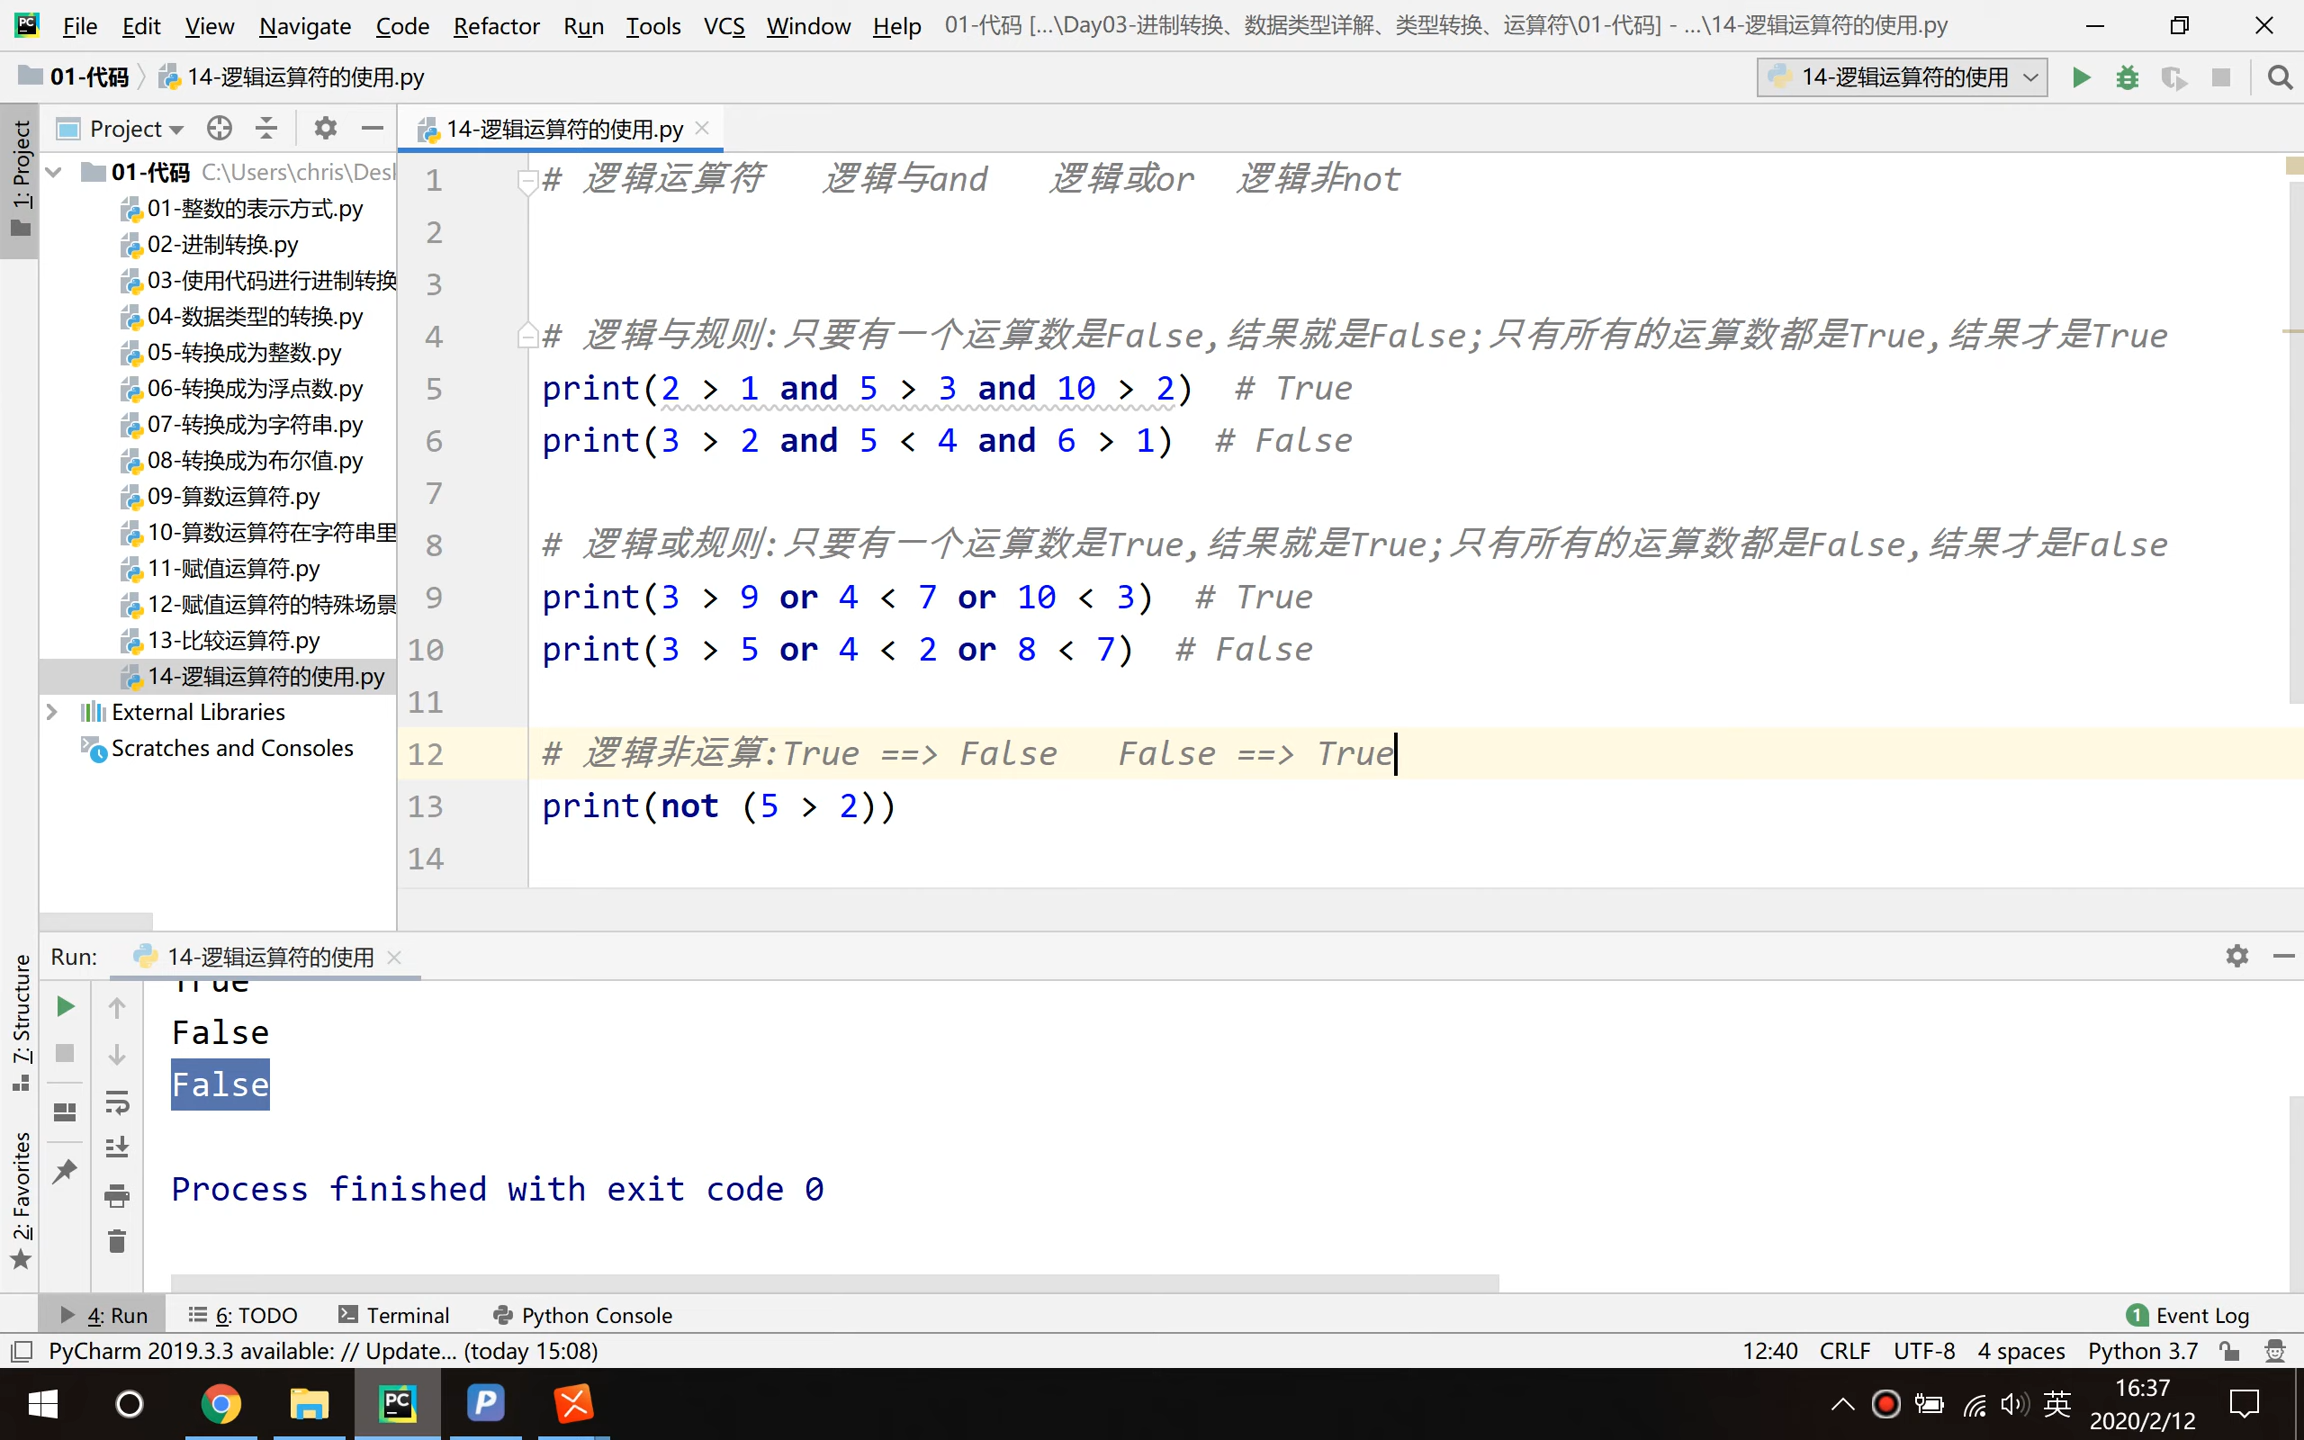 File Edit View Navigate Code Refactor Run Tools VCS Window Help 01-代码 [...\Day03-进制转换、数据类型详解、类型转换、运算符\01-代码] - ...\14-逻辑运算符的使用.py
01-代码 14-逻辑运算符的使用.py 14-逻辑运算符的使用
Project 14-逻辑运算符的使用.py
1: Project
01-代码 C:\Users\chris\Des
01-整数的表示方式.py
02-进制转换.py
03-使用代码进行进制转换
04-数据类型的转换.py
05-转换成为整数.py
06-转换成为浮点数.py
07-转换成为字符串.py
08-转换成为布尔值.py
09-算数运算符.py
10-算数运算符在字符串里
11-赋值运算符.py
12-赋值运算符的特殊场景
13-比较运算符.py
14-逻辑运算符的使用.py
External Libraries
Scratches and Consoles
1 # 逻辑运算符 逻辑与and 逻辑或or 逻辑非not
2
3
4 # 逻辑与规则:只要有一个运算数是False,结果就是False;只有所有的运算数都是True,结果才是True
5 print(2 > 1 and 5 > 3 and 10 > 2) # True
6 print(3 > 2 and 5 < 4 and 6 > 1) # False
7
8 # 逻辑或规则:只要有一个运算数是True,结果就是True;只有所有的运算数都是False,结果才是False
9 print(3 > 9 or 4 < 7 or 10 < 3) # True
10 print(3 > 5 or 4 < 2 or 8 < 7) # False
11
12 # 逻辑非运算:True ==> False False ==> True
13 print(not (5 > 2))
14
Run: 14-逻辑运算符的使用
7: Structure
2: Favorites
True
False
False
Process finished with exit code 0
4: Run 6: TODO Terminal Python Console 1 Event Log
PyCharm 2019.3.3 available: // Update... (today 15:08) 12:40 CRLF UTF-8 4 spaces Python 3.7
PC P 英 16:37
2020/2/12